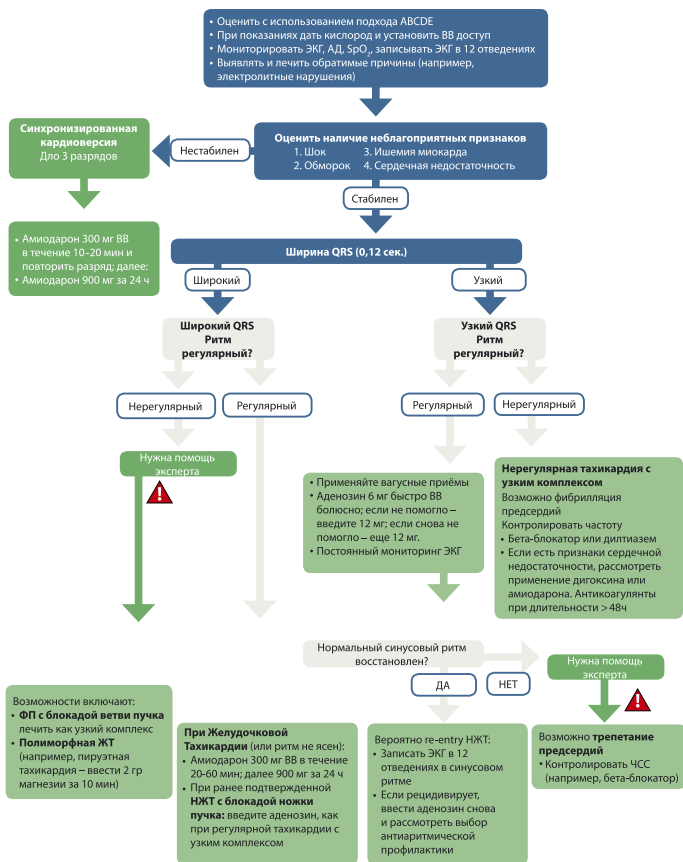 • Оценить с использованием подхода ABCDE
• При показаниях дать кислород и установить ВВ доступ
• Мониторировать ЭКГ, АД, SpO₂, записывать ЭКГ в 12 отведениях
• Выявлять и лечить обратимые причины (например,
электролитные нарушения)
Синхронизированная
кардиоверсия
Дло 3 разрядов
Нестабилен
Оценить наличие неблагоприятных признаков
1. Шок 3. Ишемия миокарда
2. Обморок 4. Сердечная недостаточность
Стабилен
• Амиодарон 300 мг ВВ
в течение 10-20 мин и
повторить разряд; далее:
• Амиодарон 900 мг за 24 ч
Ширина QRS (0,12 сек.)
Широкий
Узкий
Широкий QRS
Ритм
регулярный?
Узкий QRS
Ритм
регулярный?
Нерегулярный
Регулярный
Регулярный
Нерегулярный
Нужна помощь
эксперта
• Применяйте вагусные приёмы
• Аденозин 6 мг быстро ВВ
болюсно; если не помогло –
введите 12 мг; если снова не
помогло – еще 12 мг.
• Постоянный мониторинг ЭКГ
Нерегулярная тахикардия с
узким комплексом
Возможно фибрилляция
предсердий
Контролировать частоту
• Бета-блокатор или дилтиазем
• Если есть признаки сердечной
недостаточности, рассмотреть
применение дигоксина или
амиодарона. Антикоагулянты
при длительности > 48ч
Нормальный синусовый ритм
восстановлен?
ДА
НЕТ
Нужна помощь
эксперта
Возможности включают:
• ФП с блокадой ветви пучка
лечить как узкий комплекс
• Полиморфная ЖТ
(например, пируэтная
тахикардия – ввести 2 гр
магнезии за 10 мин)
При Желудочковой
Тахикардии (или ритм не ясен):
• Амиодарон 300 мг ВВ в течение
20-60 мин; далее 900 мг за 24 ч
• При ранее подтвержденной
НЖТ с блокадой ножки
пучка: введите аденозин, как
при регулярной тахикардии с
узким комплексом
Вероятно re-entry НЖТ:
• Записать ЭКГ в 12
отведениях в синусовом
ритме
• Если рецидивирует,
ввести аденозин снова
и рассмотреть выбор
антиаритмической
профилактики
Возможно трепетание
предсердий
• Контролировать ЧСС
(например, бета-блокатор)